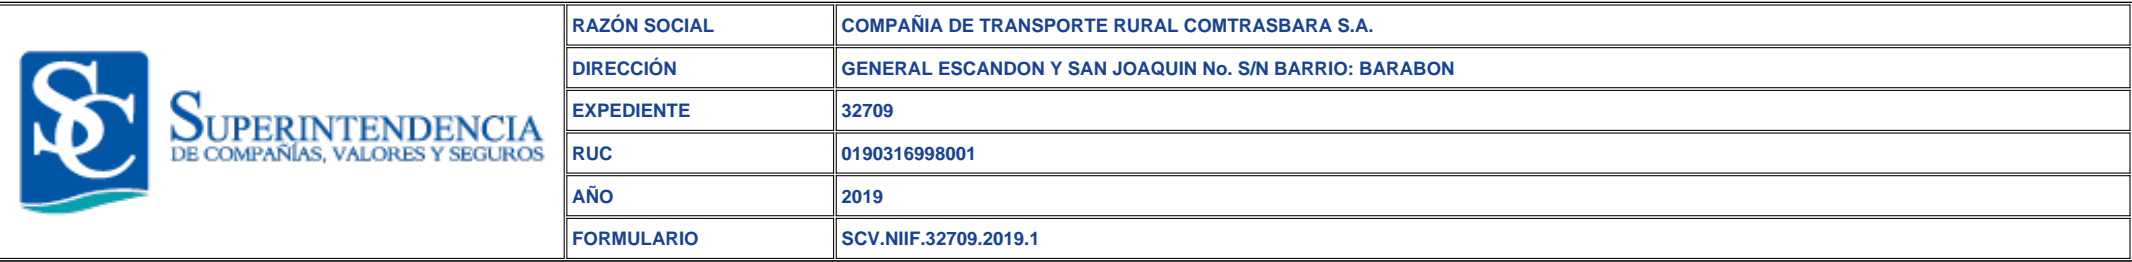 SC
SUPERINTENDENCIA
DE COMPAÑÍAS, VALORES Y SEGUROS
RAZÓN SOCIAL COMPAÑIA DE TRANSPORTE RURAL COMTRASBARA S.A.
DIRECCIÓN GENERAL ESCANDON Y SAN JOAQUIN No. S/N BARRIO: BARABON
EXPEDIENTE 32709
RUC 0190316998001
AÑO 2019
FORMULARIO SCV.NIIF.32709.2019.1